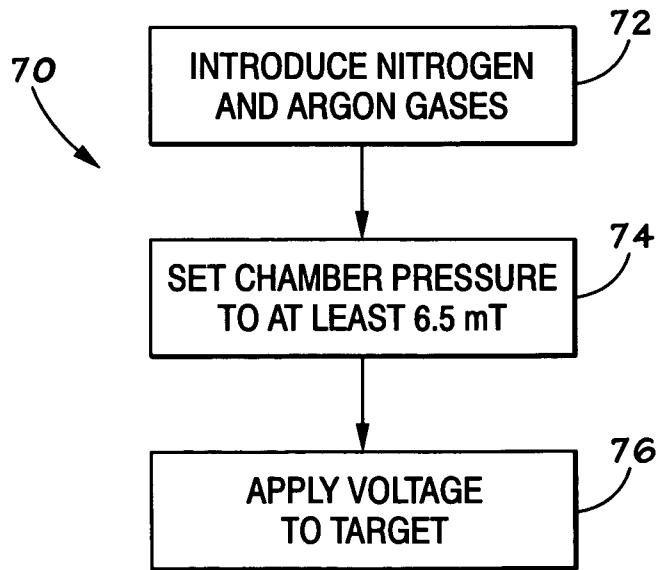 70
72
INTRODUCE NITROGEN
AND ARGON GASES
74
SET CHAMBER PRESSURE
TO AT LEAST 6.5 mT
76
APPLY VOLTAGE
TO TARGET